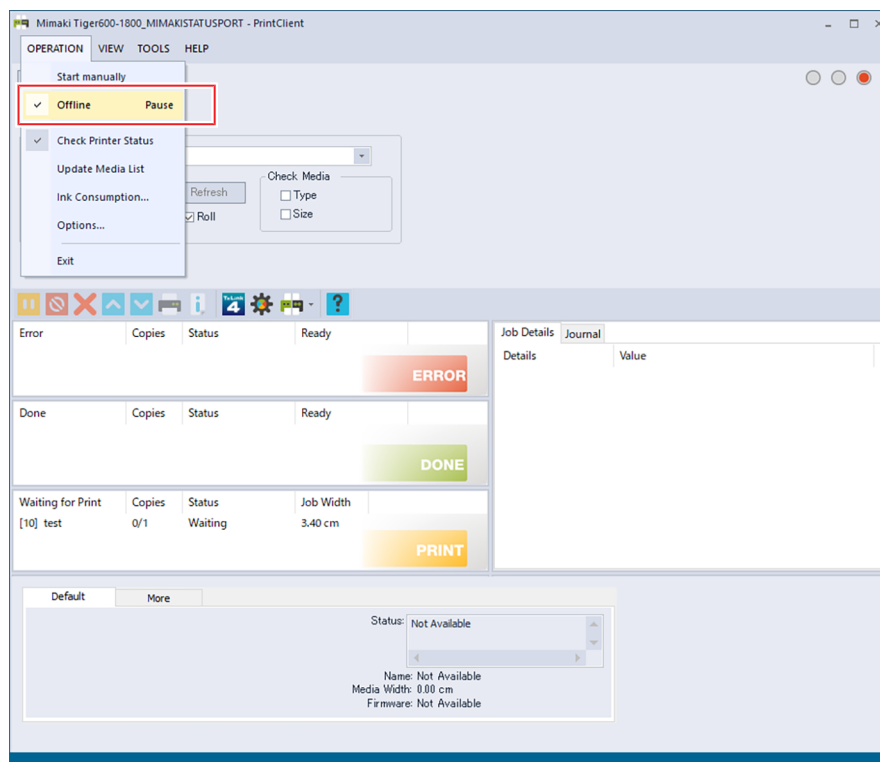 Mimaki Tiger600-1800_MIMAKISTATUSPORT - PrintClient
OPERATION VIEW TOOLS HELP
Start manually
Offline Pause
Check Printer Status
Update Media List
Ink Consumption...
Options...
Exit
Refresh
Roll
Check Media
Type
Size
TxLink
4
?
Error Copies Status Ready
ERROR
Done Copies Status Ready
DONE
Waiting for Print Copies Status Job Width
[10] test 0/1 Waiting 3.40 cm
PRINT
Job Details Journal
Details Value
Default More
Status: Not Available
Name: Not Available
Media Width: 0.00 cm
Firmware: Not Available